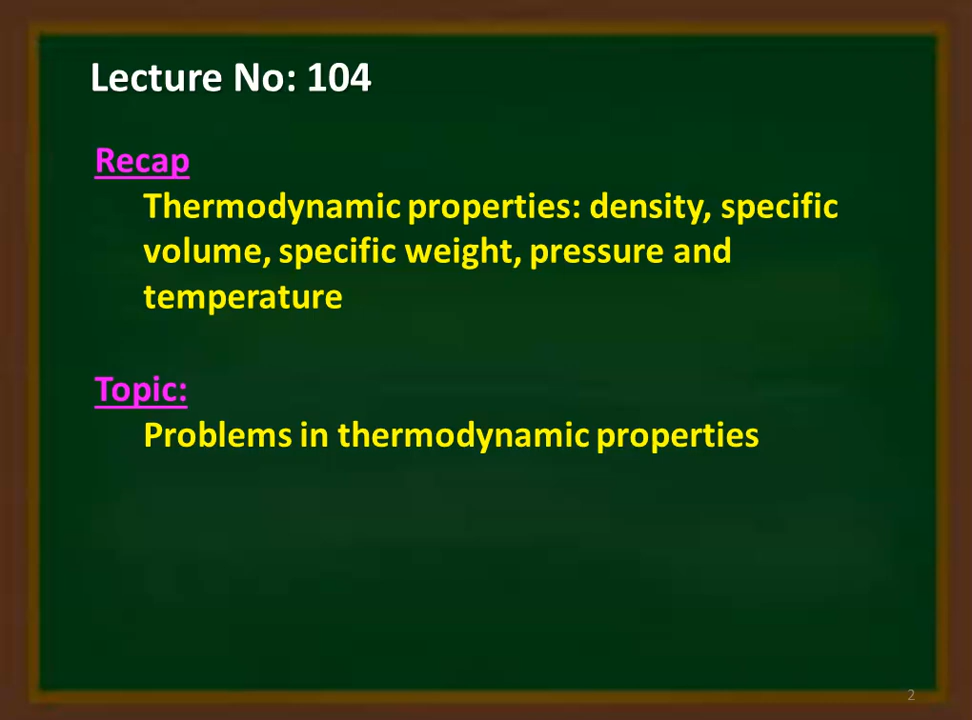 Lecture No: 104
Recap
Thermodynamic properties: density, specific
volume, specific weight, pressure and
temperature
Topic:
Problems in thermodynamic properties
2